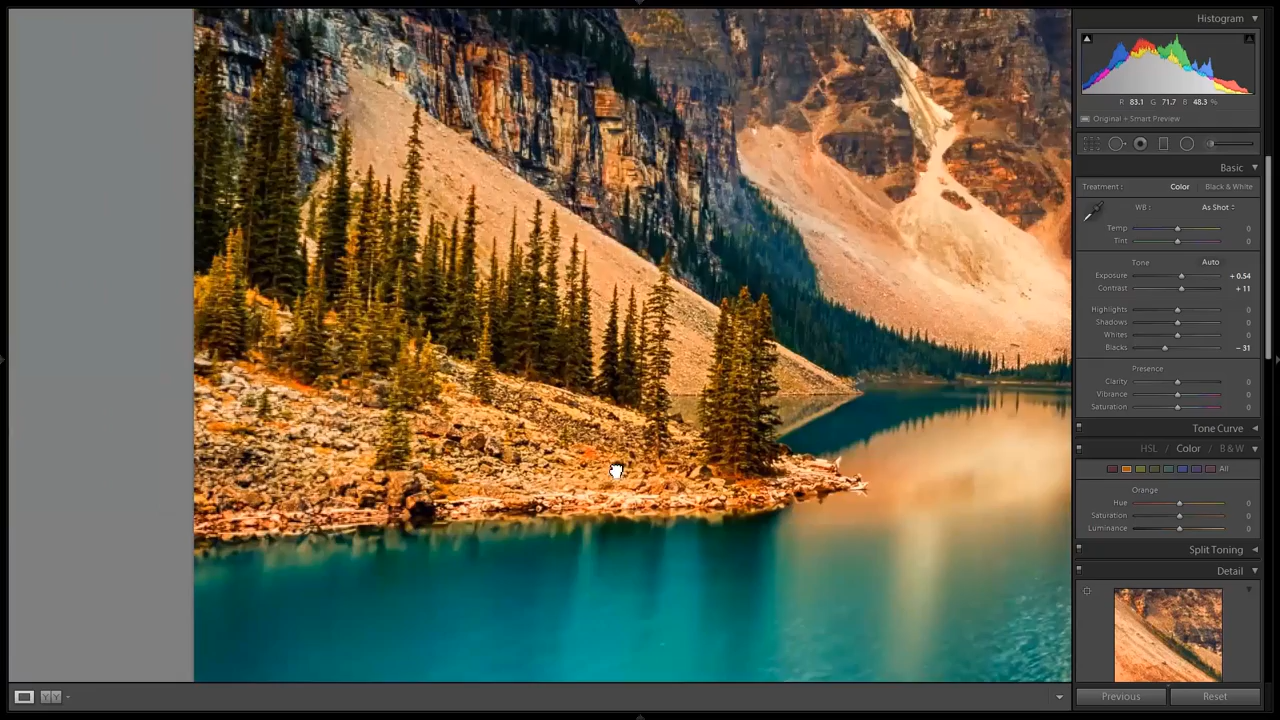 Histogram
R 83.1 G 71.7 B 48.3 %
Original + Smart Preview
Basic
Treatment : Color Black & White
WB : As Shot
Temp 0
Tint 0
Tone Auto
Exposure + 0.54
Contrast + 11
Highlights 0
Shadows 0
Whites 0
Blacks – 31
Presence
Clarity 0
Vibrance 0
Saturation 0
Tone Curve
HSL / Color / B & W
All
Orange
Hue 0
Saturation 0
Luminance 0
Split Toning
Detail
Y Y
Previous Reset